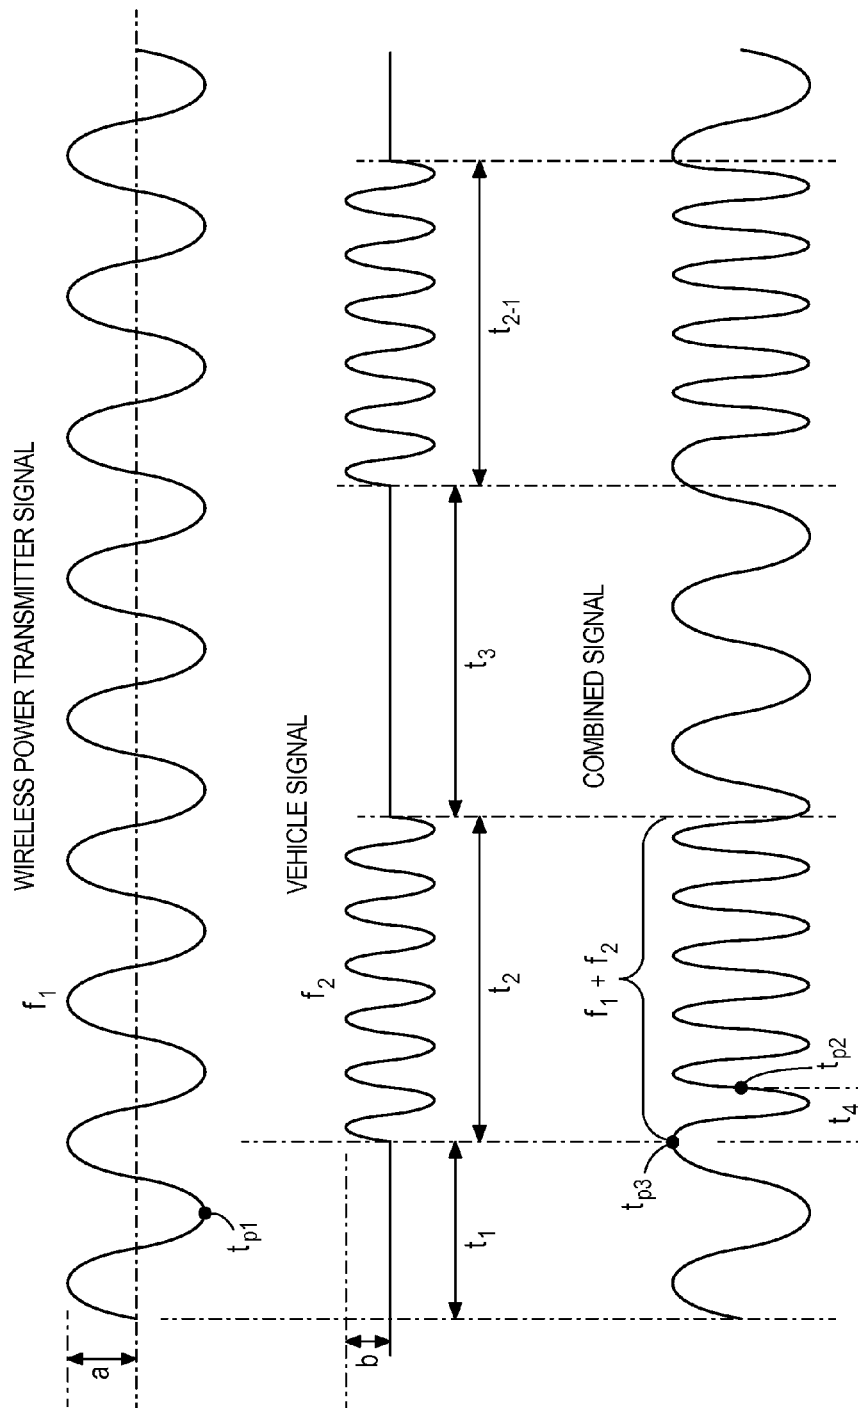 WIRELESS POWER TRANSMITTER SIGNAL
f1
a
tp1
VEHICLE SIGNAL
f2
b
t1
t2
t3
t2-1
COMBINED SIGNAL
f1 + f2
tp3
tp2
t4